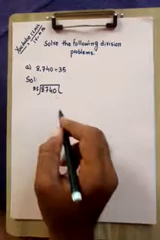 Solve the following division
problems.
a) 8,740 ÷ 35
Sol:
35)8740(